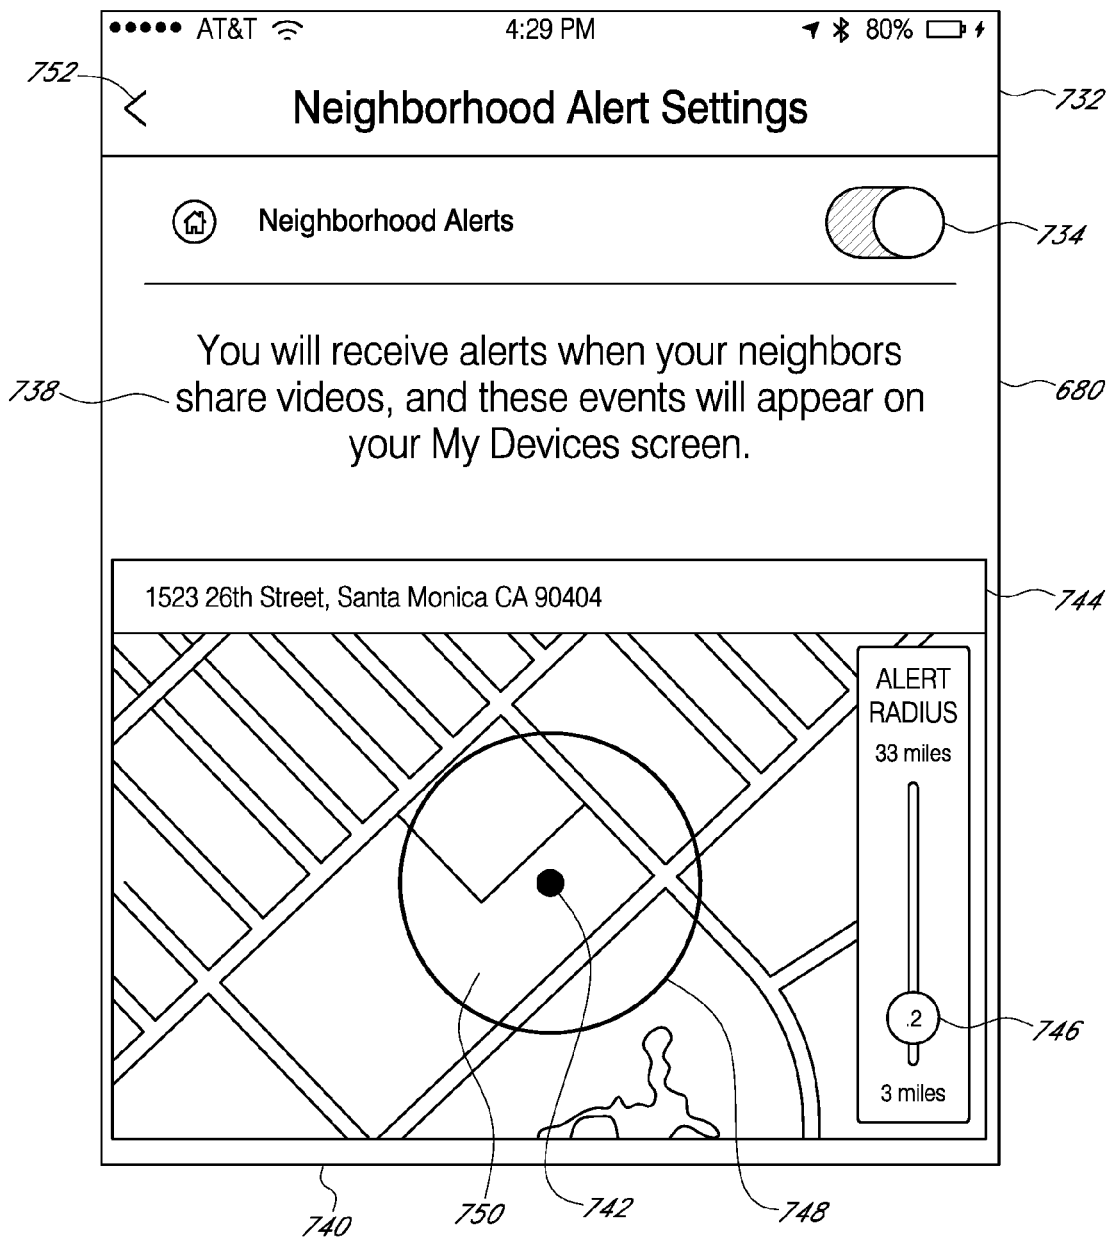 AT&T 4:29 PM 80%
752
Neighborhood Alert Settings
732
Neighborhood Alerts
734
You will receive alerts when your neighbors
share videos, and these events will appear on
your My Devices screen.
738
680
1523 26th Street, Santa Monica CA 90404
744
ALERT
RADIUS
33 miles
.2
746
3 miles
740
750
742
748